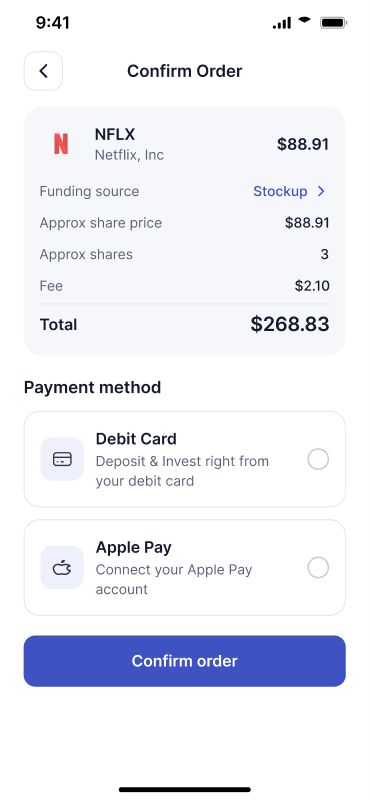 9:41
Confirm Order
NFLX
$88.91
Netflix, Inc
Funding source
Stockup
Approx share price
$88.91
Approx shares
3
Fee
$2.10
Total
$268.83
Payment method
Debit Card
Deposit & Invest right from
your debit card
Apple Pay
Connect your Apple Pay
account
Confirm order